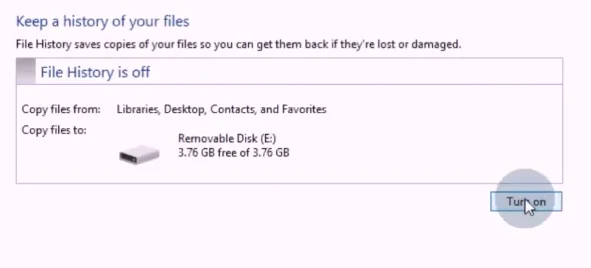 Keep a history of your files
File History saves copies of your files so you can get them back if they're lost or damaged.
File History is off
Copy files from: Libraries, Desktop, Contacts, and Favorites
Copy files to:
Removable Disk (E:)
3.76 GB free of 3.76 GB
Turn on